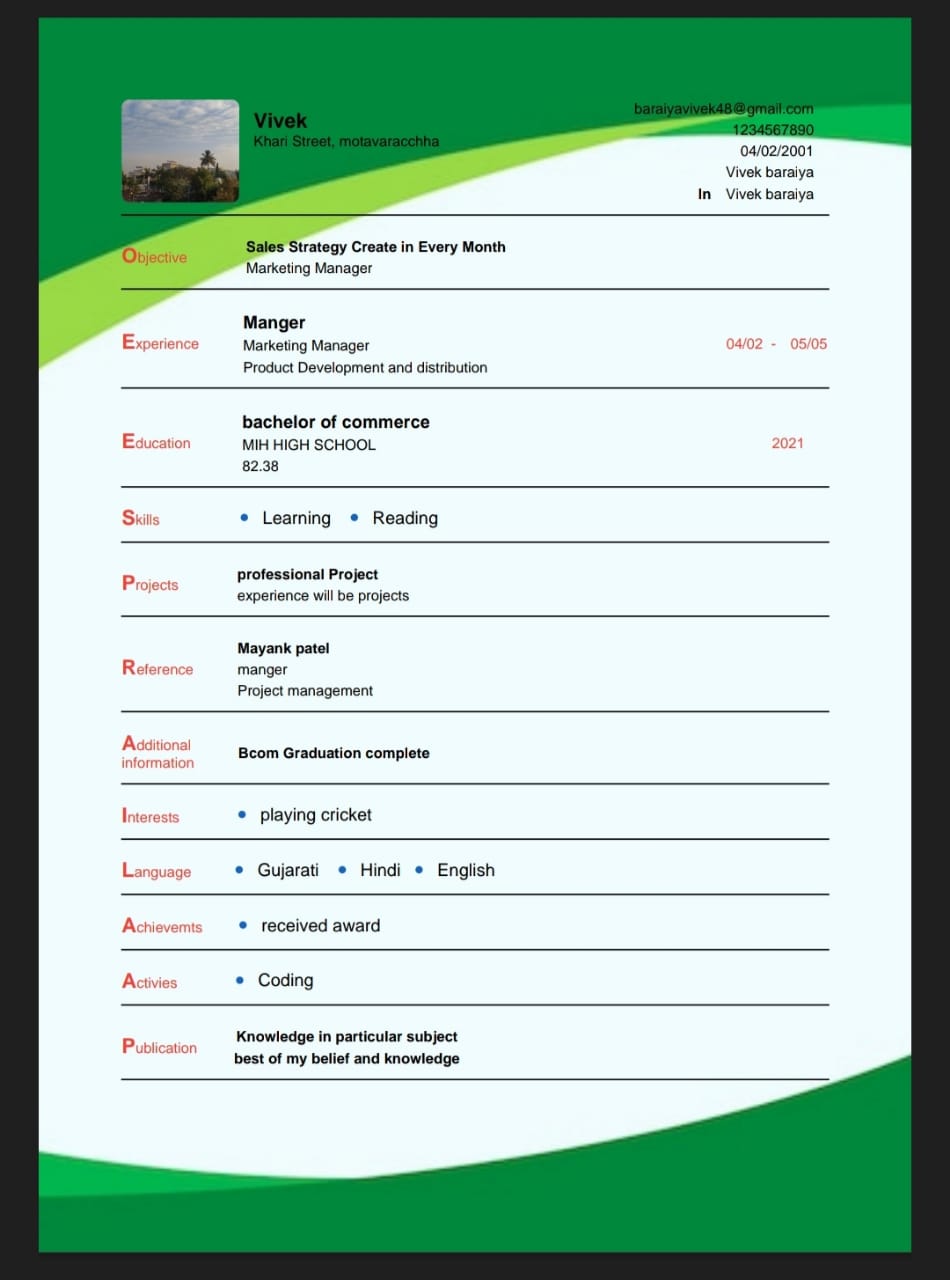 Vivek
Khari Street, motavaracchha
baraiyavivek48@gmail.com
1234567890
04/02/2001
Vivek baraiya
In Vivek baraiya
Objective
Sales Strategy Create in Every Month
Marketing Manager
Experience
Manger
Marketing Manager
Product Development and distribution
04/02 - 05/05
Education
bachelor of commerce
MIH HIGH SCHOOL
82.38
2021
Skills
• Learning • Reading
Projects
professional Project
experience will be projects
Reference
Mayank patel
manger
Project management
Additional
information
Bcom Graduation complete
Interests
• playing cricket
Language
• Gujarati • Hindi • English
Achievemts
• received award
Activies
• Coding
Publication
Knowledge in particular subject
best of my belief and knowledge